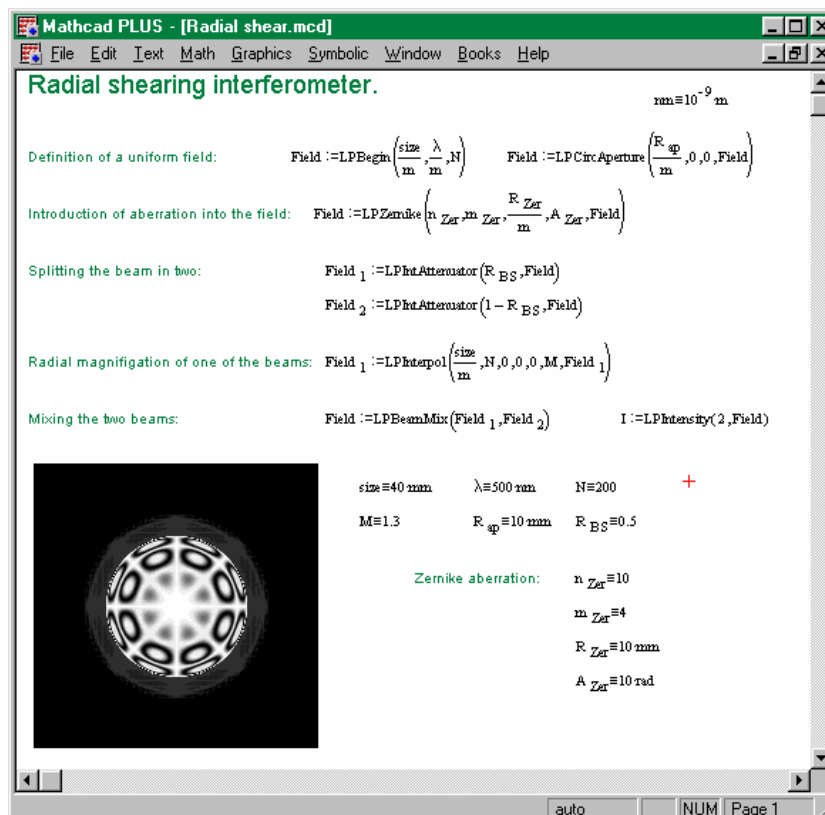 Mathcad PLUS - [Radial shear.mcd]
File Edit Text Math Graphics Symbolic Window Books Help
Radial shearing interferometer.
nm≡10^-9 m
Definition of a uniform field: Field :=LPBegin(size/m, λ/m, N) Field :=LPCircAperture(R ap/m, 0, 0, Field)
Introduction of aberration into the field: Field :=LPZernike(n Zer, m Zer, R Zer/m, A Zer, Field)
Splitting the beam in two: Field 1 :=LPIntAttenuator(R BS, Field)
Field 2 :=LPIntAttenuator(1 − R BS, Field)
Radial magnifigation of one of the beams: Field 1 :=LPInterpol(size/m, N, 0, 0, 0, M, Field 1)
Mixing the two beams: Field :=LPBeamMix(Field 1, Field 2) I :=LPIntensity(2, Field)
size≡40·mm λ≡500·nm N≡200
M≡1.3 R ap≡10·mm R BS≡0.5
Zernike aberration: n Zer≡10
m Zer≡4
R Zer≡10·mm
A Zer≡10·rad
auto NUM Page 1